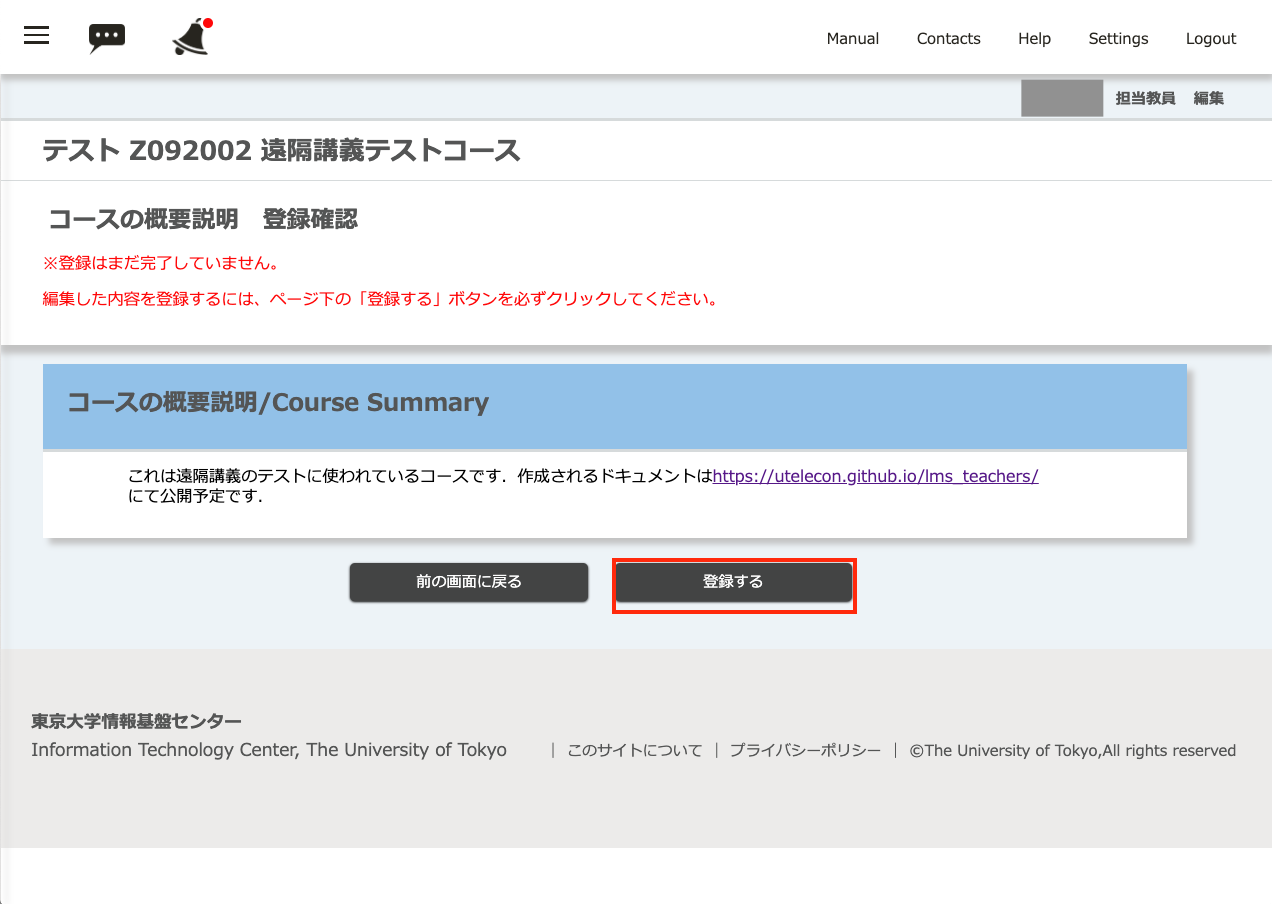 Manual Contacts Help Settings Logout
担当教員 編集
テスト Z092002 遠隔講義テストコース
コースの概要説明　登録確認
※登録はまだ完了していません。
編集した内容を登録するには、ページ下の「登録する」ボタンを必ずクリックしてください。
コースの概要説明/Course Summary
これは遠隔講義のテストに使われているコースです．作成されるドキュメントはhttps://utelecon.github.io/lms_teachers/
にて公開予定です．
前の画面に戻る 登録する
東京大学情報基盤センター
Information Technology Center, The University of Tokyo ｜ このサイトについて ｜ プライバシーポリシー ｜ ©The University of Tokyo,All rights reserved